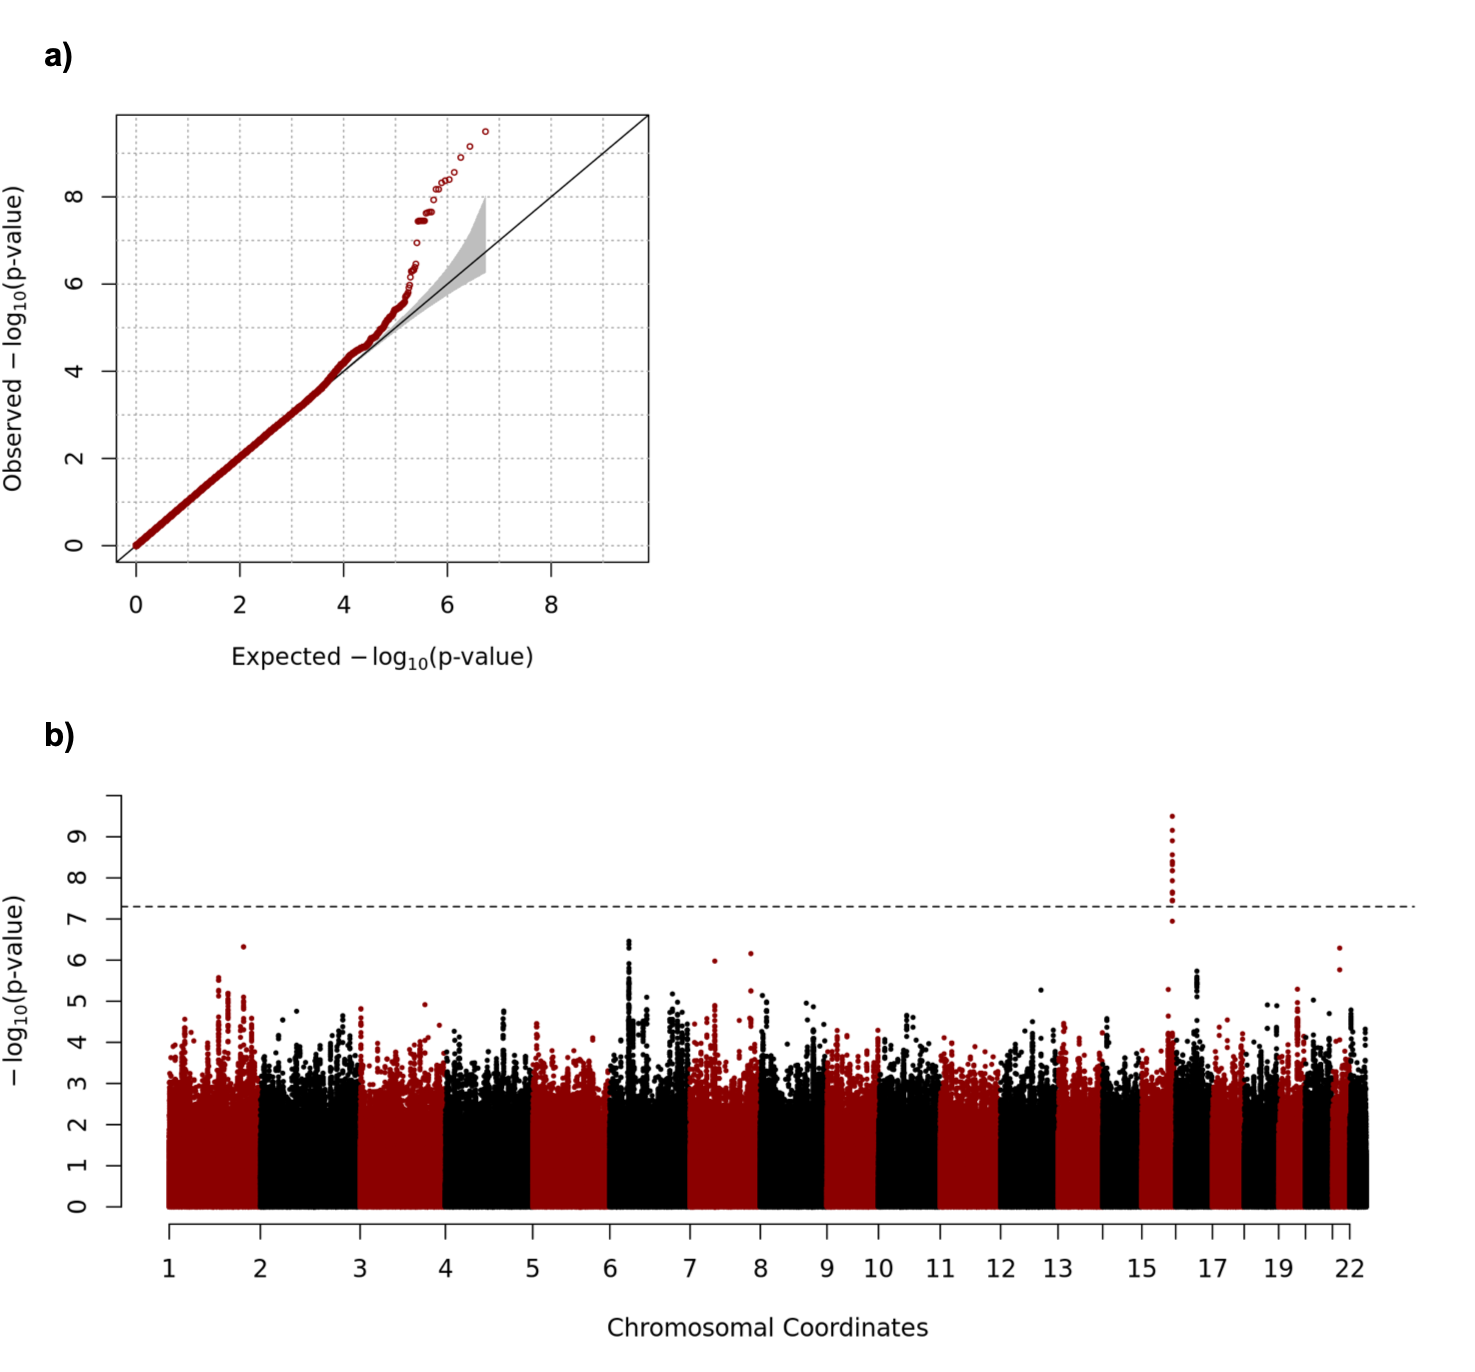 a)
Observed −log₁₀(p-value)
8
6
4
2
0
0 2 4 6 8
Expected −log₁₀(p-value)
b)
−log₁₀(p-value)
9
8
7
6
5
4
3
2
1
0
1 2 3 4 5 6 7 8 9 10 11 12 13 15 17 19 22
Chromosomal Coordinates